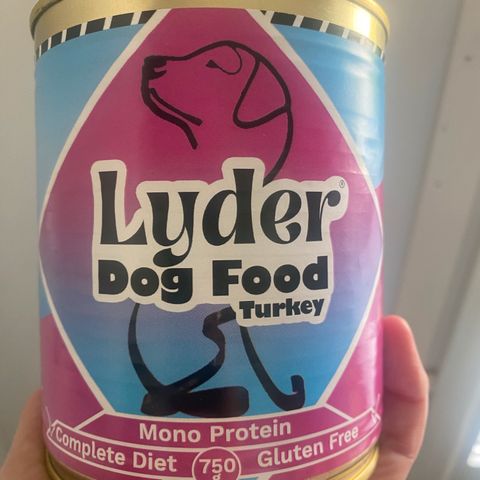 Lyder®
Dog Food
Turkey
Mono Protein
Complete Diet
750
g
Gluten Free